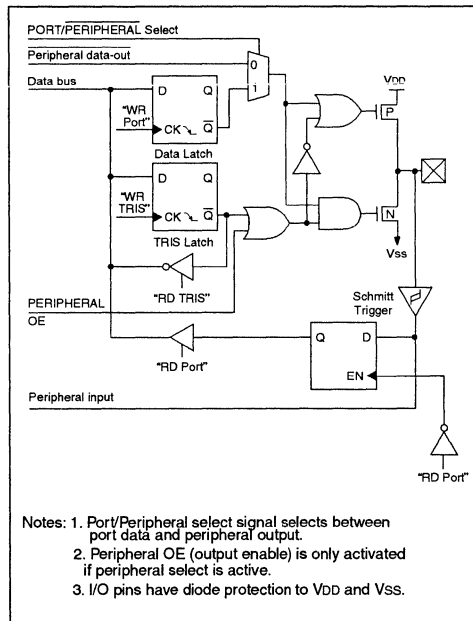 PORT/PERIPHERAL Select
Peripheral data-out
Data bus
0
1
D Q
"WR Port"
CK Q
Data Latch
D Q
"WR TRIS"
CK Q
TRIS Latch
"RD TRIS"
PERIPHERAL OE
VDD
P
N
VSS
Schmitt Trigger
Q D
EN
"RD Port"
Peripheral input
"RD Port"
Notes: 1. Port/Peripheral select signal selects between
port data and peripheral output.
2. Peripheral OE (output enable) is only activated
if peripheral select is active.
3. I/O pins have diode protection to VDD and VSS.